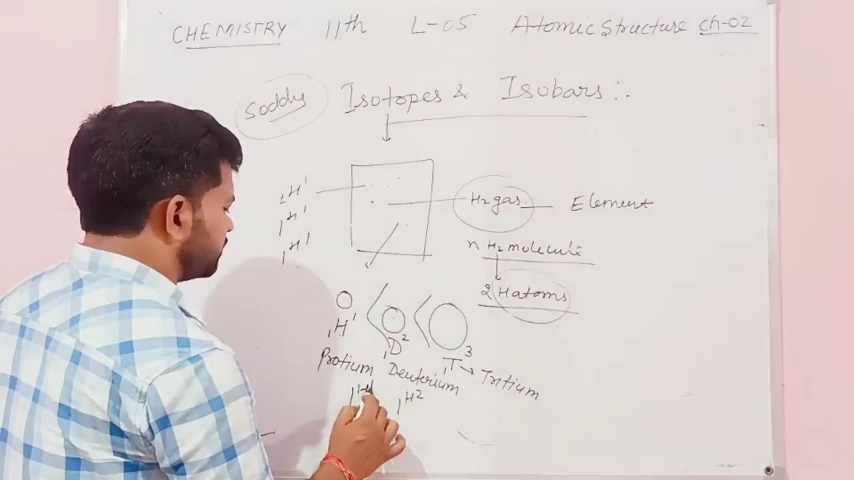 CHEMISTRY 11th L-05 Atomic Structure ch-02
Soddy Isotopes & Isobars :.
1H1 H2 gas Element
1H1
1H1 n H2 molecule
2 H atoms
1H1 1D2 1T3
Protium Deuterium Tritium
1H 1H2